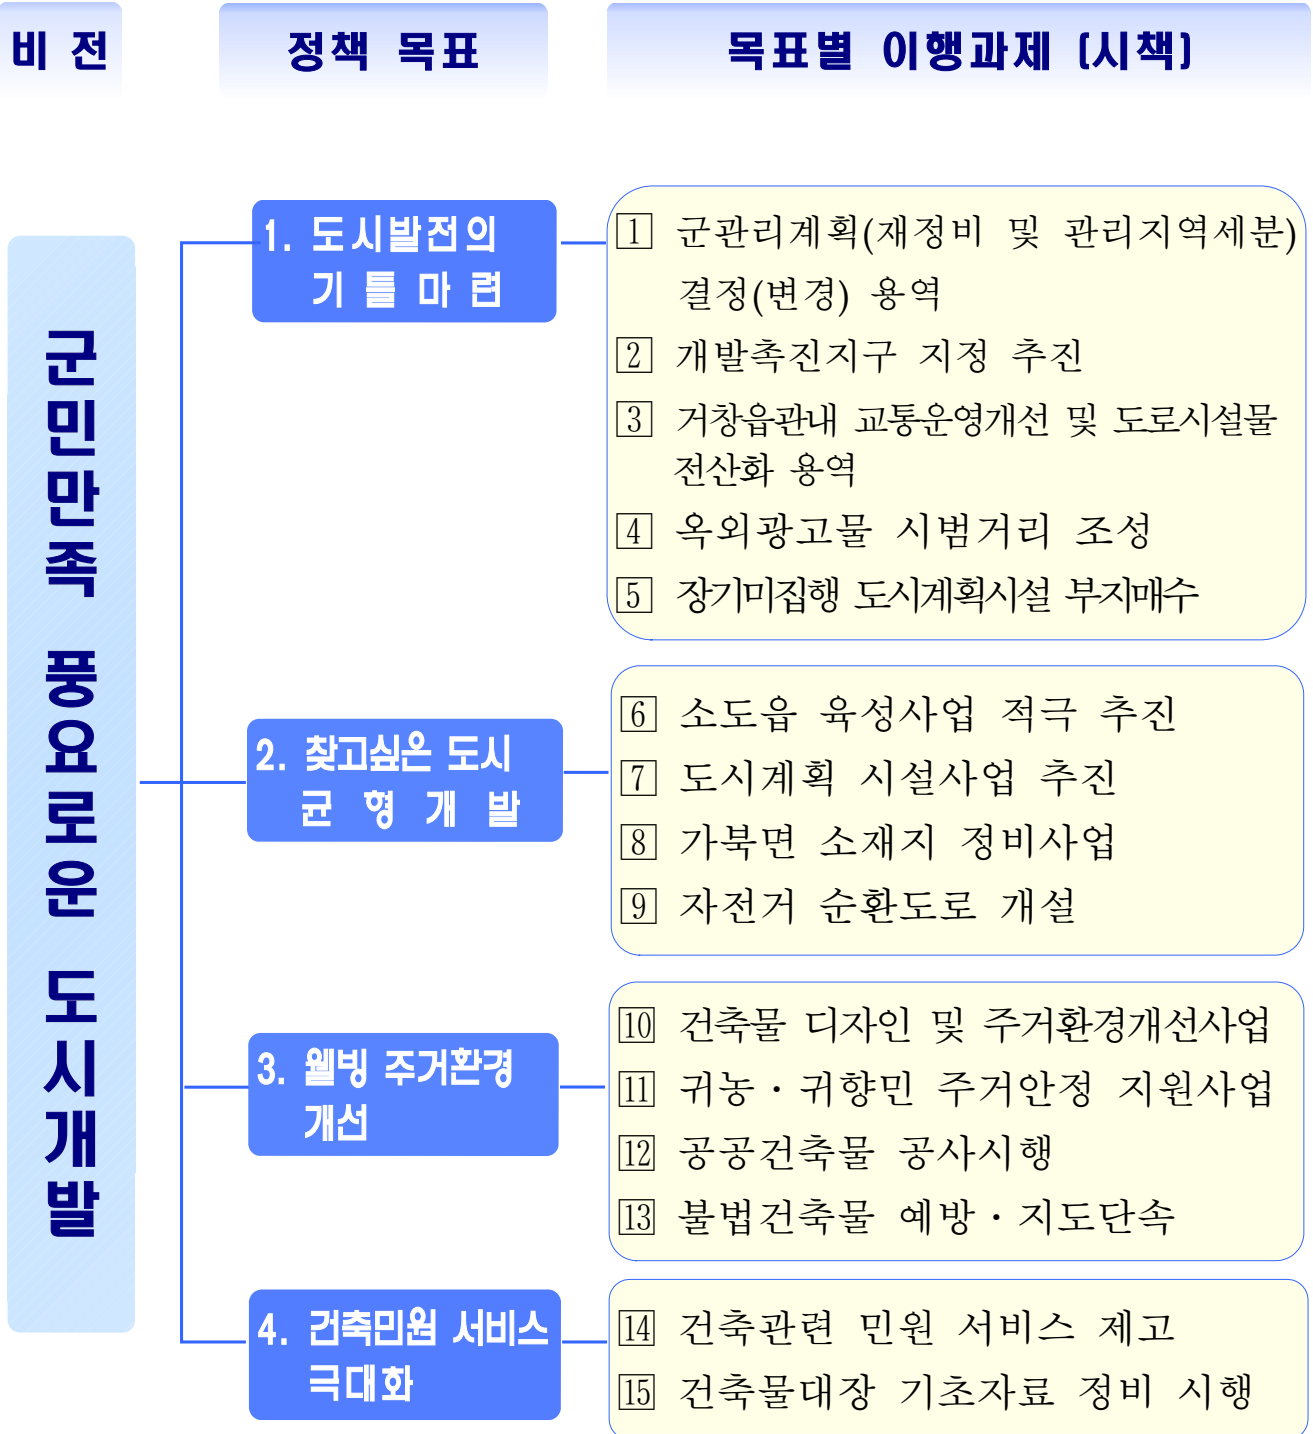 비 전
정책 목표
목표별 이행과제 (시책)
군민만족 풍요로운 도시개발
1. 도시발전의
기 틀 마 련
1 군관리계획(재정비 및 관리지역세분)
결정(변경) 용역
2 개발촉진지구 지정 추진
3 거창읍관내 교통운영개선 및 도로시설물
전산화 용역
4 옥외광고물 시범거리 조성
5 장기미집행 도시계획시설 부지매수
2. 찾고싶은 도시
균 형 개 발
6 소도읍 육성사업 적극 추진
7 도시계획 시설사업 추진
8 가북면 소재지 정비사업
9 자전거 순환도로 개설
3. 웰빙 주거환경
개선
10 건축물 디자인 및 주거환경개선사업
11 귀농·귀향민 주거안정 지원사업
12 공공건축물 공사시행
13 불법건축물 예방·지도단속
4. 건축민원 서비스
극대화
14 건축관련 민원 서비스 제고
15 건축물대장 기초자료 정비 시행